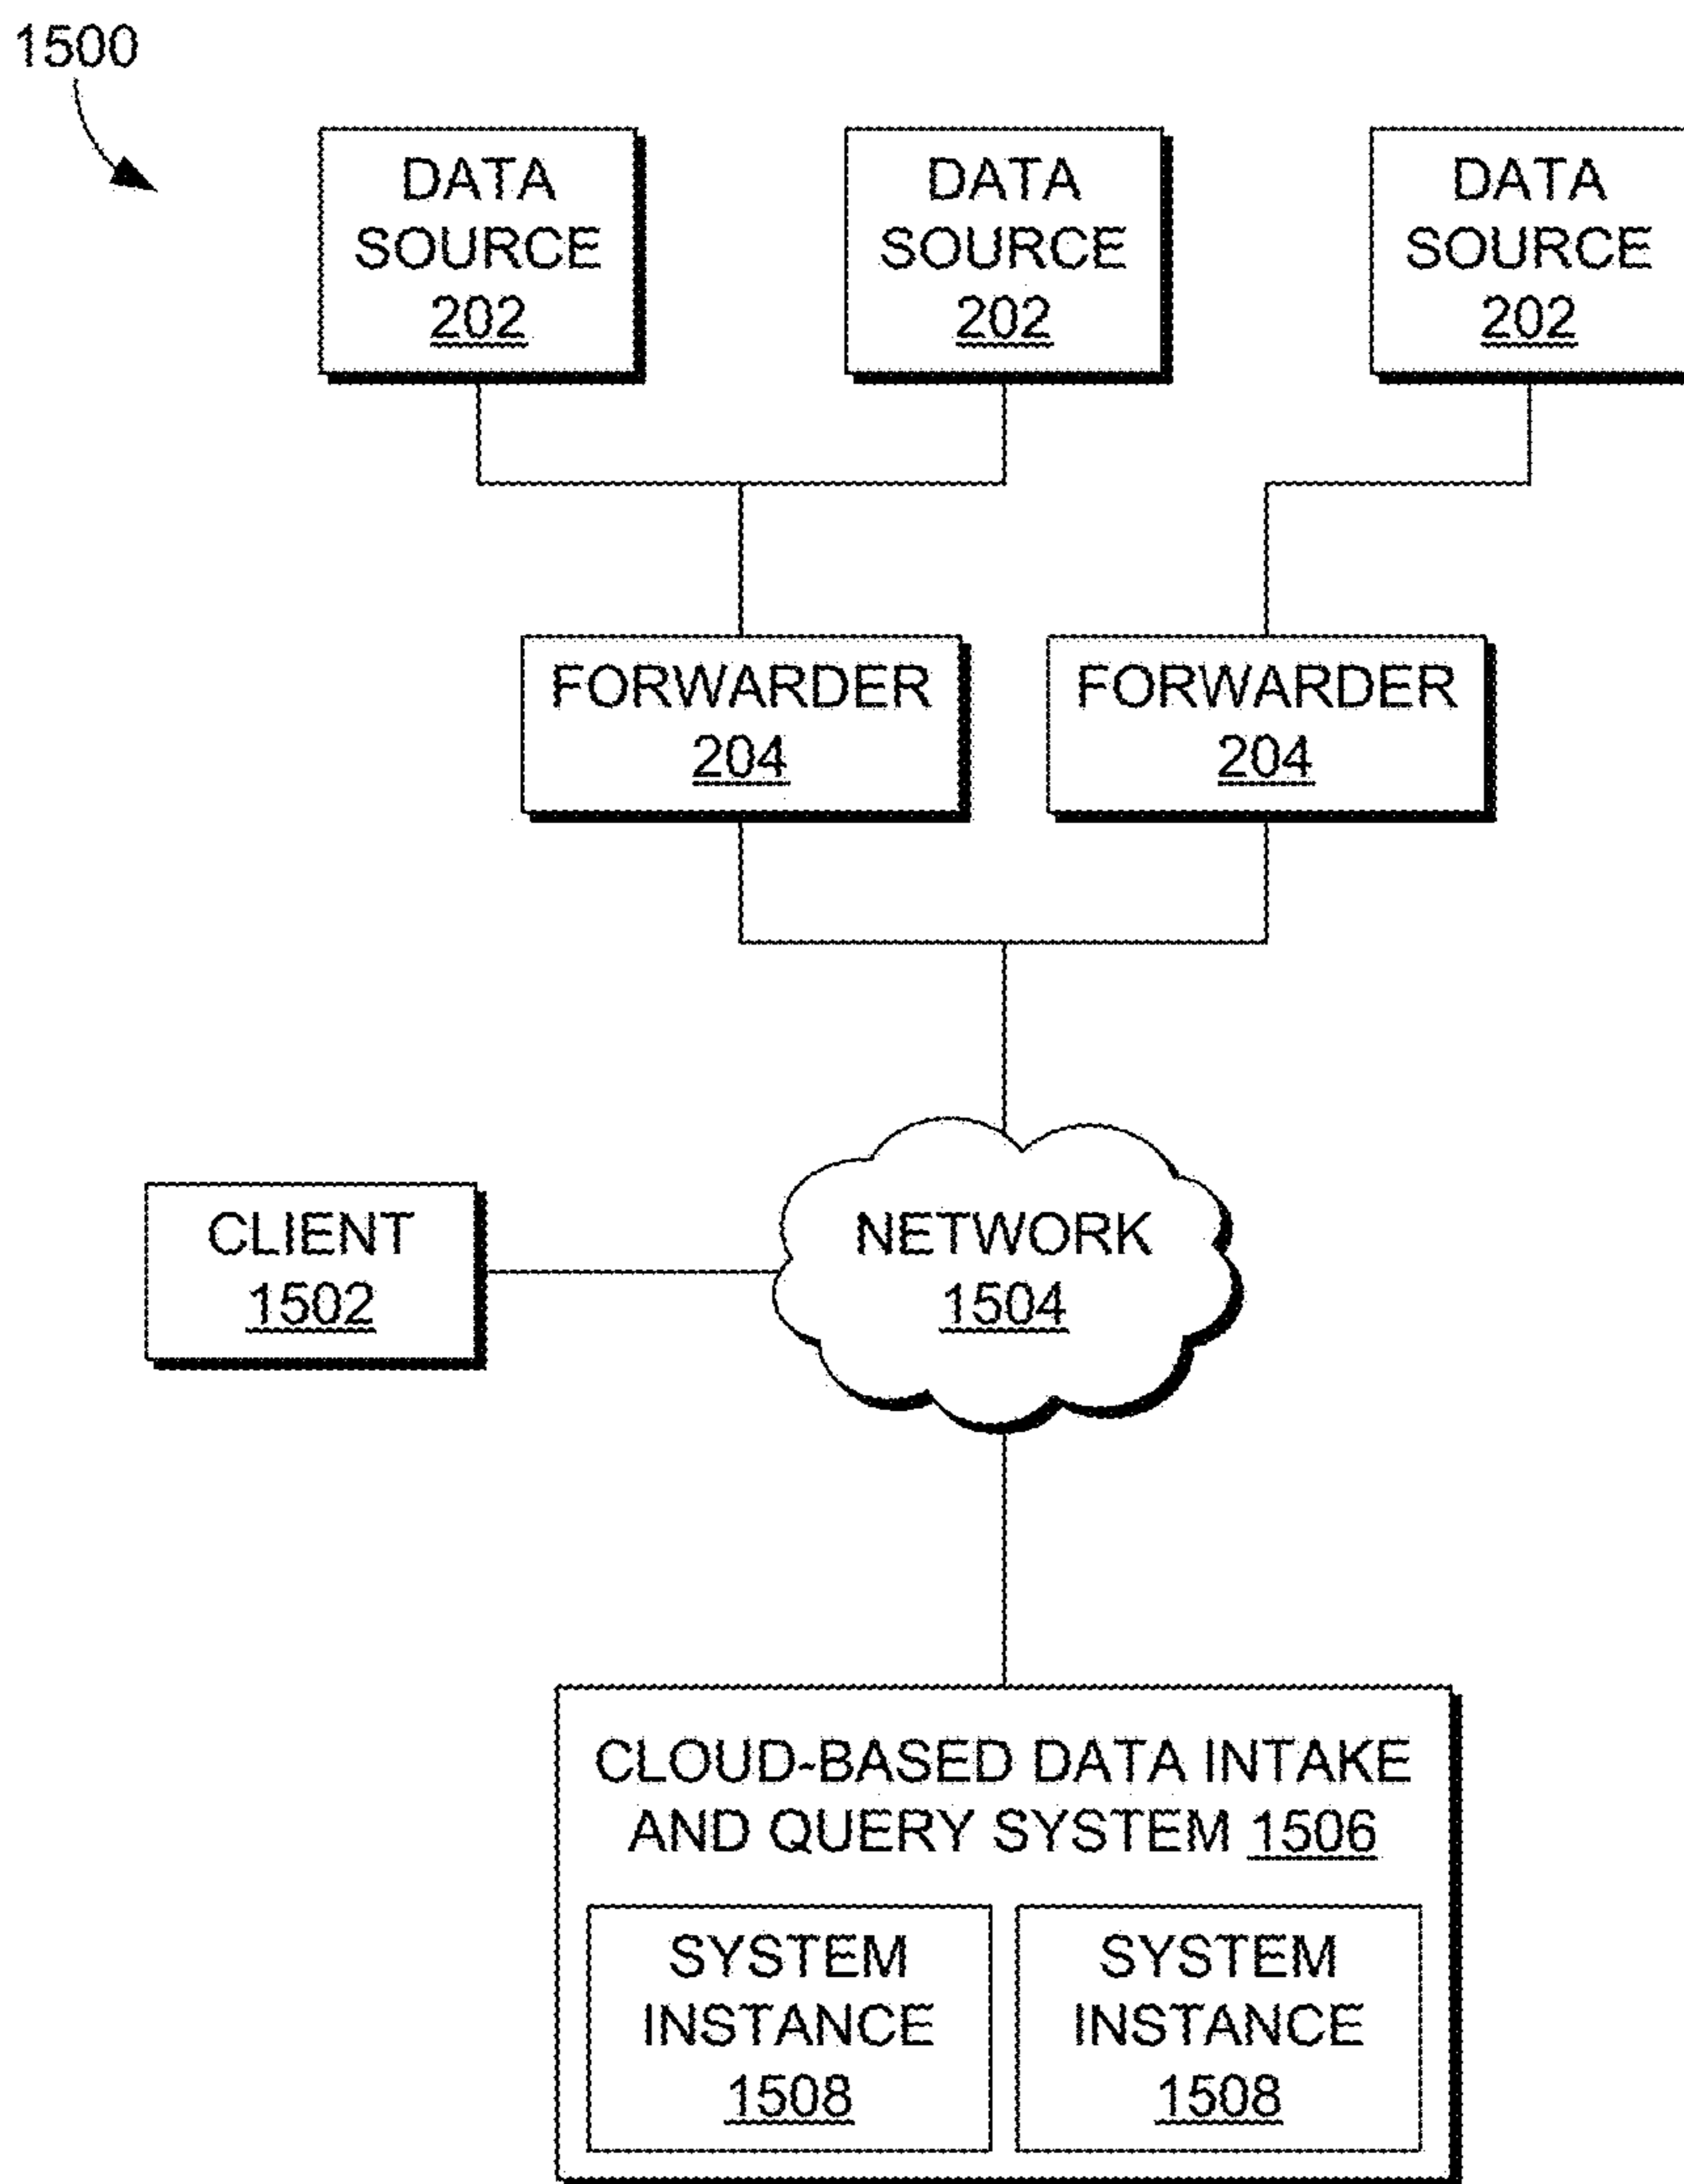 1500
DATA
SOURCE
202
DATA
SOURCE
202
DATA
SOURCE
202
FORWARDER
204
FORWARDER
204
CLIENT
1502
NETWORK
1504
CLOUD-BASED DATA INTAKE
AND QUERY SYSTEM 1506
SYSTEM
INSTANCE
1508
SYSTEM
INSTANCE
1508